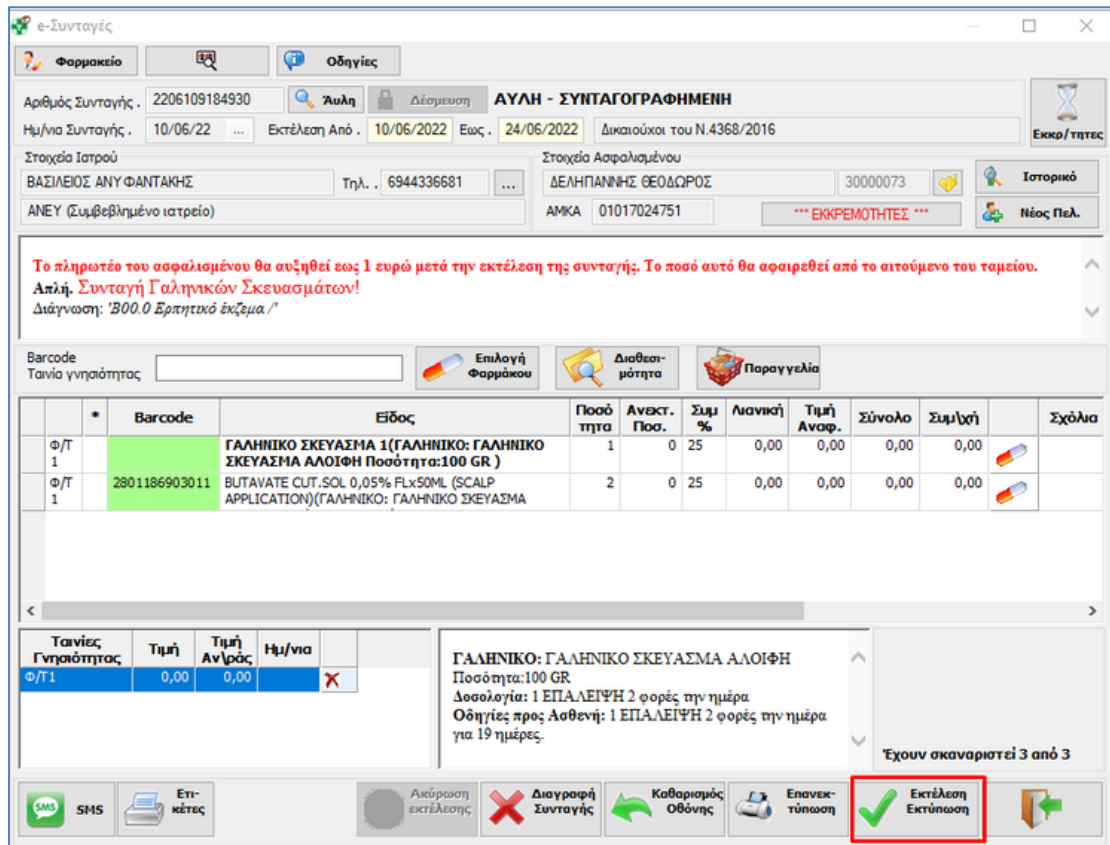 e-Συνταγές
Φαρμακείο Οδηγίες
Αριθμός Συνταγής . 2206109184930 Άυλη Δέσμευση ΑΥΛΗ - ΣΥΝΤΑΓΟΓΡΑΦΗΜΕΝΗ
Ημ/νια Συνταγής . 10/06/22 ... Εκτέλεση Από . 10/06/2022 Εως . 24/06/2022 Δικαιούχοι του Ν.4368/2016
Εκκρ/τητες
Στοιχεία Ιατρού Στοιχεία Ασφαλισμένου
ΒΑΣΙΛΕΙΟΣ ΑΝΥ ΦΑΝΤΑΚΗΣ Τηλ. . 6944336681 ... ΔΕΛΗΓΙΑΝΝΗΣ ΘΕΟΔΩΡΟΣ 30000073 Ιστορικό
ΑΝΕΥ (Συμβεβλημένο ιατρείο) ΑΜΚΑ 01017024751 *** ΕΚΚΡΕΜΟΤΗΤΕΣ *** Νέος Πελ.
Το πληρωτέο του ασφαλισμένου θα αυξηθεί εως 1 ευρώ μετά την εκτέλεση της συνταγής. Το ποσό αυτό θα αφαιρεθεί από το αιτούμενο του ταμείου.
Απλή. Συνταγή Γαληνικών Σκευασμάτων!
Διάγνωση: 'B00.0 Ερπητικό έκζεμα /'
Barcode
Ταινία γνησιότητας
Επιλογή
Φαρμάκου
Διαθεσι-
μότητα
Παραγγελία
* Barcode Είδος Ποσό τητα Ανεκτ. Ποσ. Συμ % Λιανική Τιμή Αναφ. Σύνολο Συμ\χή Σχόλια
Φ/Τ 1 ΓΑΛΗΝΙΚΟ ΣΚΕΥΑΣΜΑ 1(ΓΑΛΗΝΙΚΟ: ΓΑΛΗΝΙΚΟ 1 0 25 0,00 0,00 0,00 0,00
ΣΚΕΥΑΣΜΑ ΑΛΟΙΦΗ Ποσότητα:100 GR )
Φ/Τ 1 2801186903011 BUTAVATE CUT.SOL 0,05% FLx50ML (SCALP 2 0 25 0,00 0,00 0,00 0,00
APPLICATION)(ΓΑΛΗΝΙΚΟ: ΓΑΛΗΝΙΚΟ ΣΚΕΥΑΣΜΑ
Ταινίες Γνησιότητας Τιμή Τιμή Αν\ράς Ημ/νια
Φ/Τ1 0,00 0,00
ΓΑΛΗΝΙΚΟ: ΓΑΛΗΝΙΚΟ ΣΚΕΥΑΣΜΑ ΑΛΟΙΦΗ
Ποσότητα:100 GR
Δοσολογία: 1 ΕΠΑΛΕΙΨΗ 2 φορές την ημέρα
Οδηγίες προς Ασθενή: 1 ΕΠΑΛΕΙΨΗ 2 φορές την ημέρα
για 19 ημέρες.
Έχουν σκαναριστεί 3 από 3
SMS SMS
Ετι-
κέτες
Ακύρωση
εκτέλεσης
Διαγραφή
Συνταγής
Καθαρισμός
Οθόνης
Επανεκ-
τύπωση
Εκτέλεση
Εκτύπωση